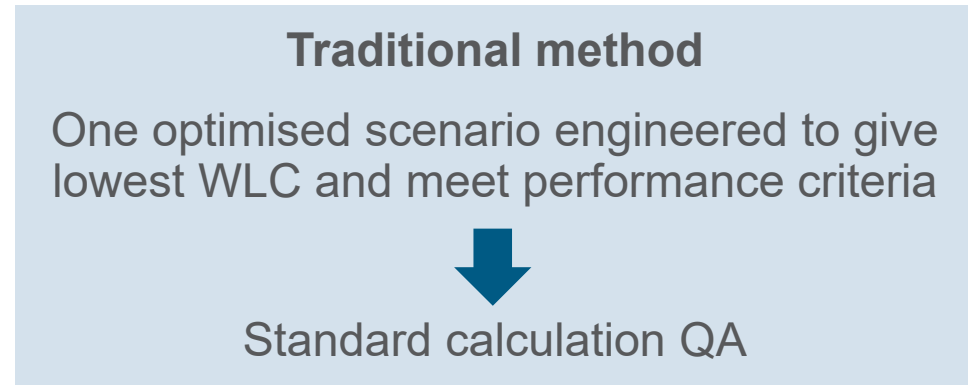 Traditional method
One optimised scenario engineered to give
lowest WLC and meet performance criteria
Standard calculation QA